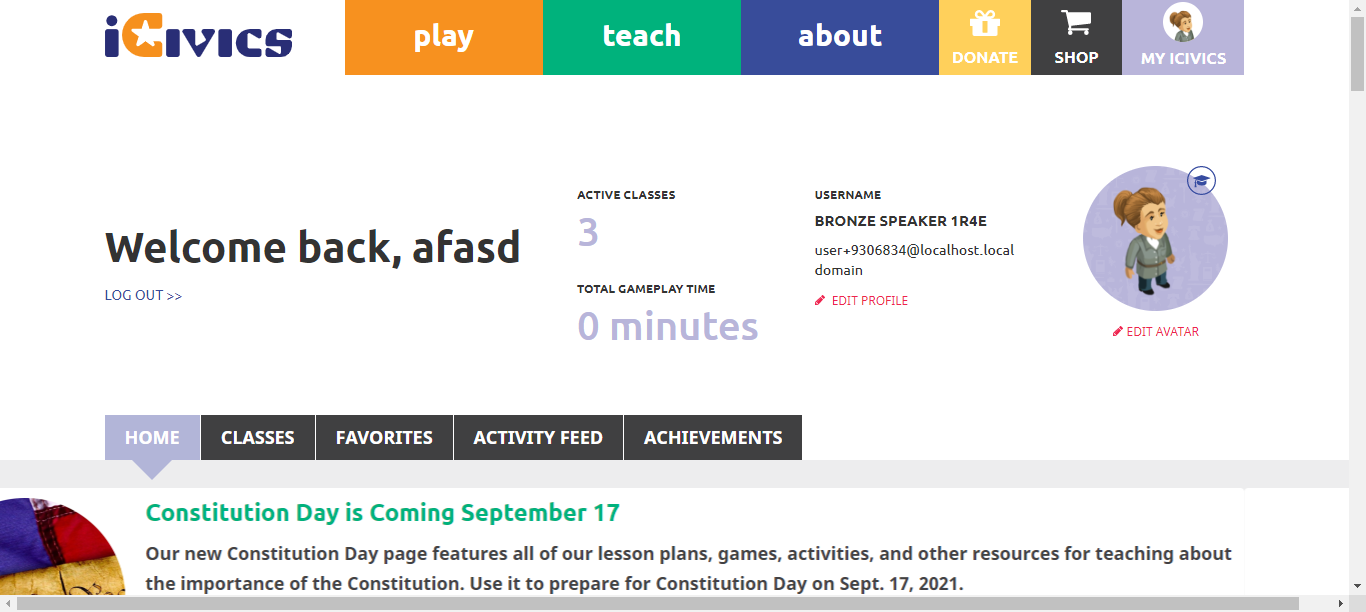 iCIVICS
play
teach
about
DONATE
SHOP
MY ICIVICS
Welcome back, afasd
LOG OUT >>
ACTIVE CLASSES
3
TOTAL GAMEPLAY TIME
0 minutes
USERNAME
BRONZE SPEAKER 1R4E
user+9306834@localhost.local
domain
EDIT PROFILE
EDIT AVATAR
HOME
CLASSES
FAVORITES
ACTIVITY FEED
ACHIEVEMENTS
Constitution Day is Coming September 17
Our new Constitution Day page features all of our lesson plans, games, activities, and other resources for teaching about
the importance of the Constitution. Use it to prepare for Constitution Day on Sept. 17, 2021.